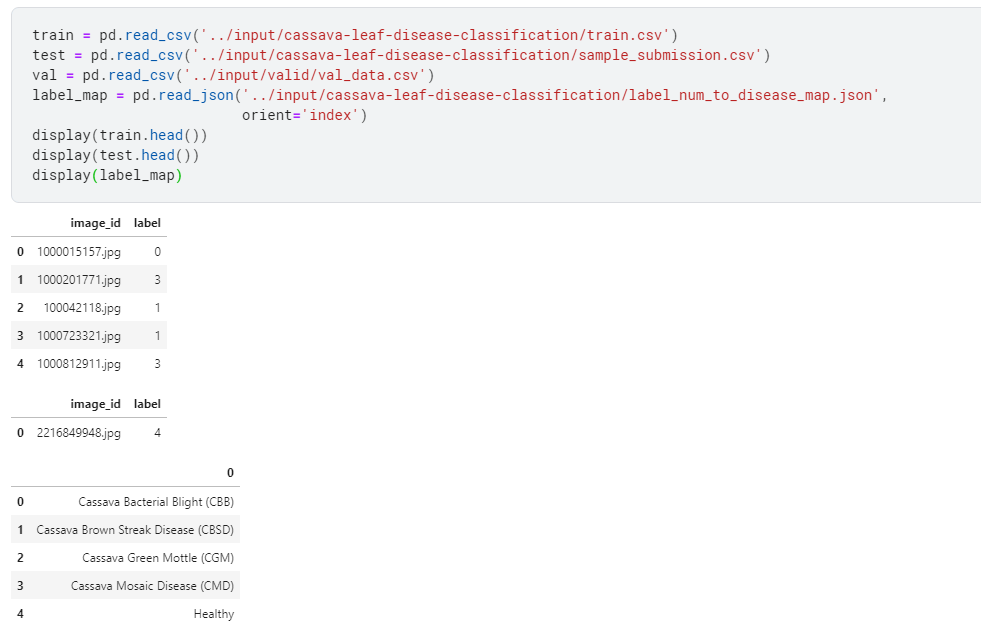 train = pd.read_csv('../input/cassava-leaf-disease-classification/train.csv')
test = pd.read_csv('../input/cassava-leaf-disease-classification/sample_submission.csv')
val = pd.read_csv('../input/valid/val_data.csv')
label_map = pd.read_json('../input/cassava-leaf-disease-classification/label_num_to_disease_map.json',
orient='index')
display(train.head())
display(test.head())
display(label_map)
image_id label
0 1000015157.jpg 0
1 1000201771.jpg 3
2 100042118.jpg 1
3 1000723321.jpg 1
4 1000812911.jpg 3
image_id label
0 2216849948.jpg 4
0
0 Cassava Bacterial Blight (CBB)
1 Cassava Brown Streak Disease (CBSD)
2 Cassava Green Mottle (CGM)
3 Cassava Mosaic Disease (CMD)
4 Healthy